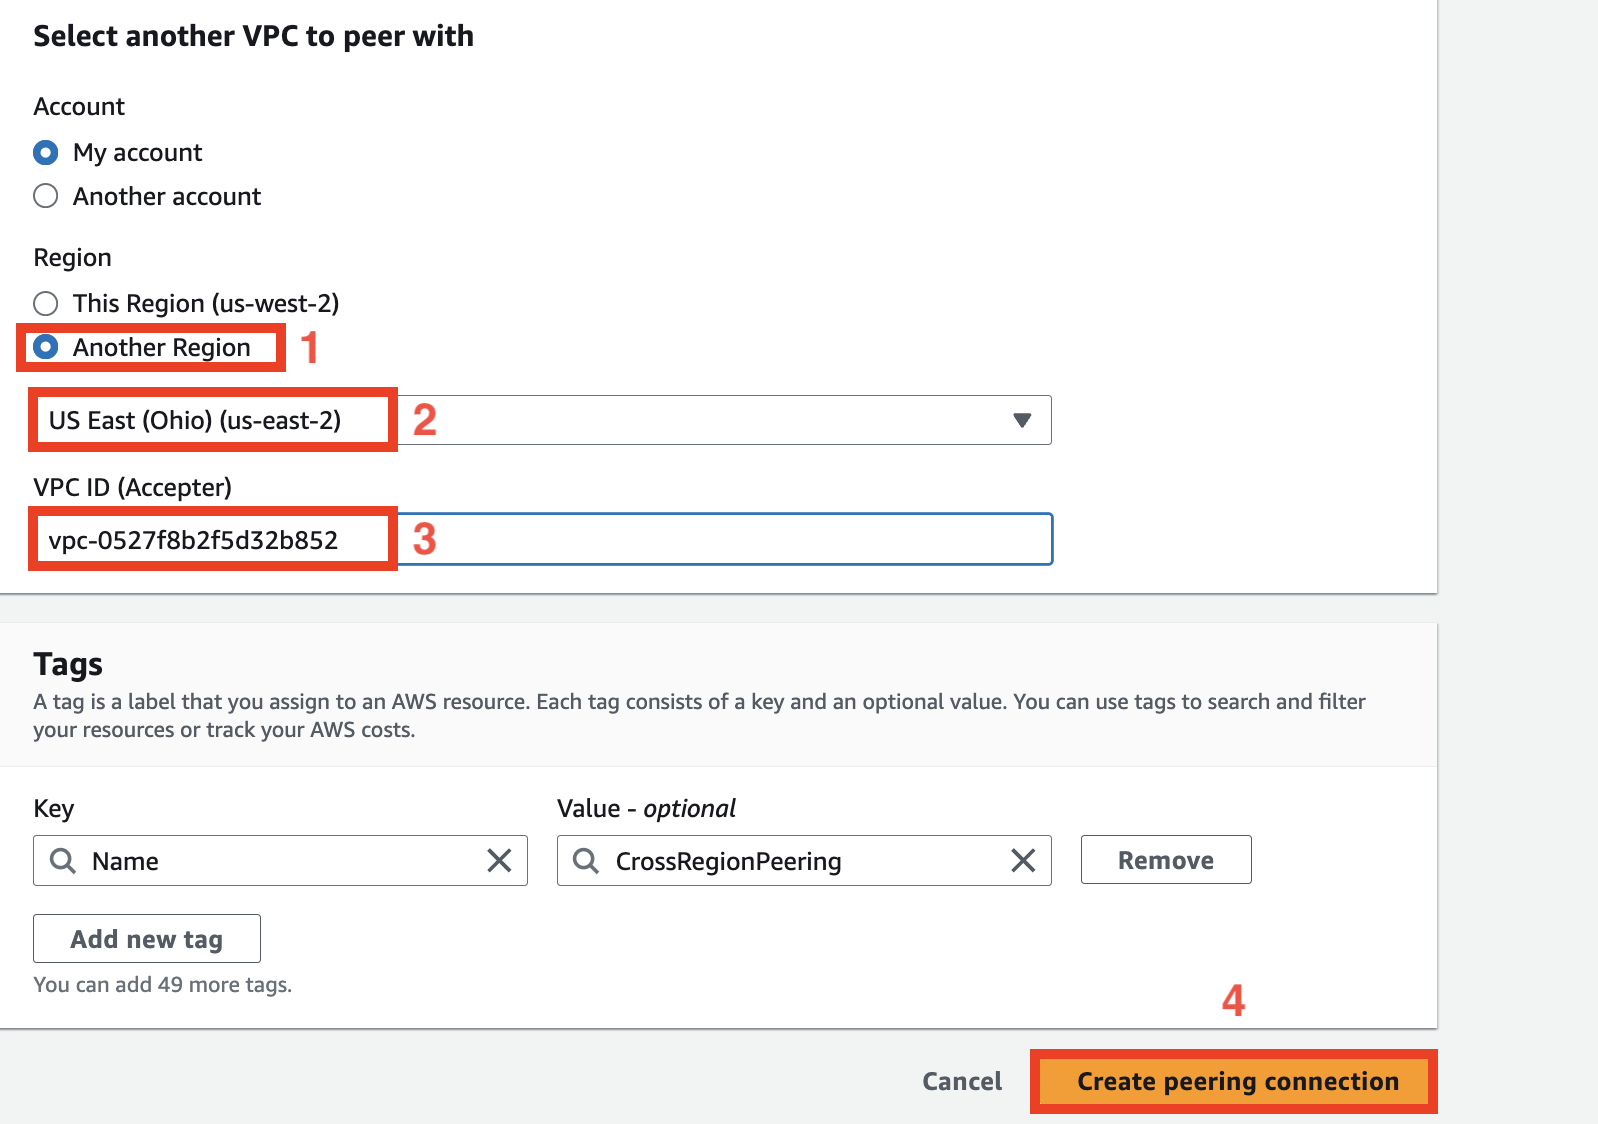 Select another VPC to peer with
Account
My account
Another account
Region
This Region (us-west-2)
Another Region 1
US East (Ohio) (us-east-2) 2
VPC ID (Accepter)
vpc-0527f8b2f5d32b852 3
Tags
A tag is a label that you assign to an AWS resource. Each tag consists of a key and an optional value. You can use tags to search and filter
your resources or track your AWS costs.
Key Value - optional
Name CrossRegionPeering Remove
Add new tag
You can add 49 more tags.
4
Cancel Create peering connection